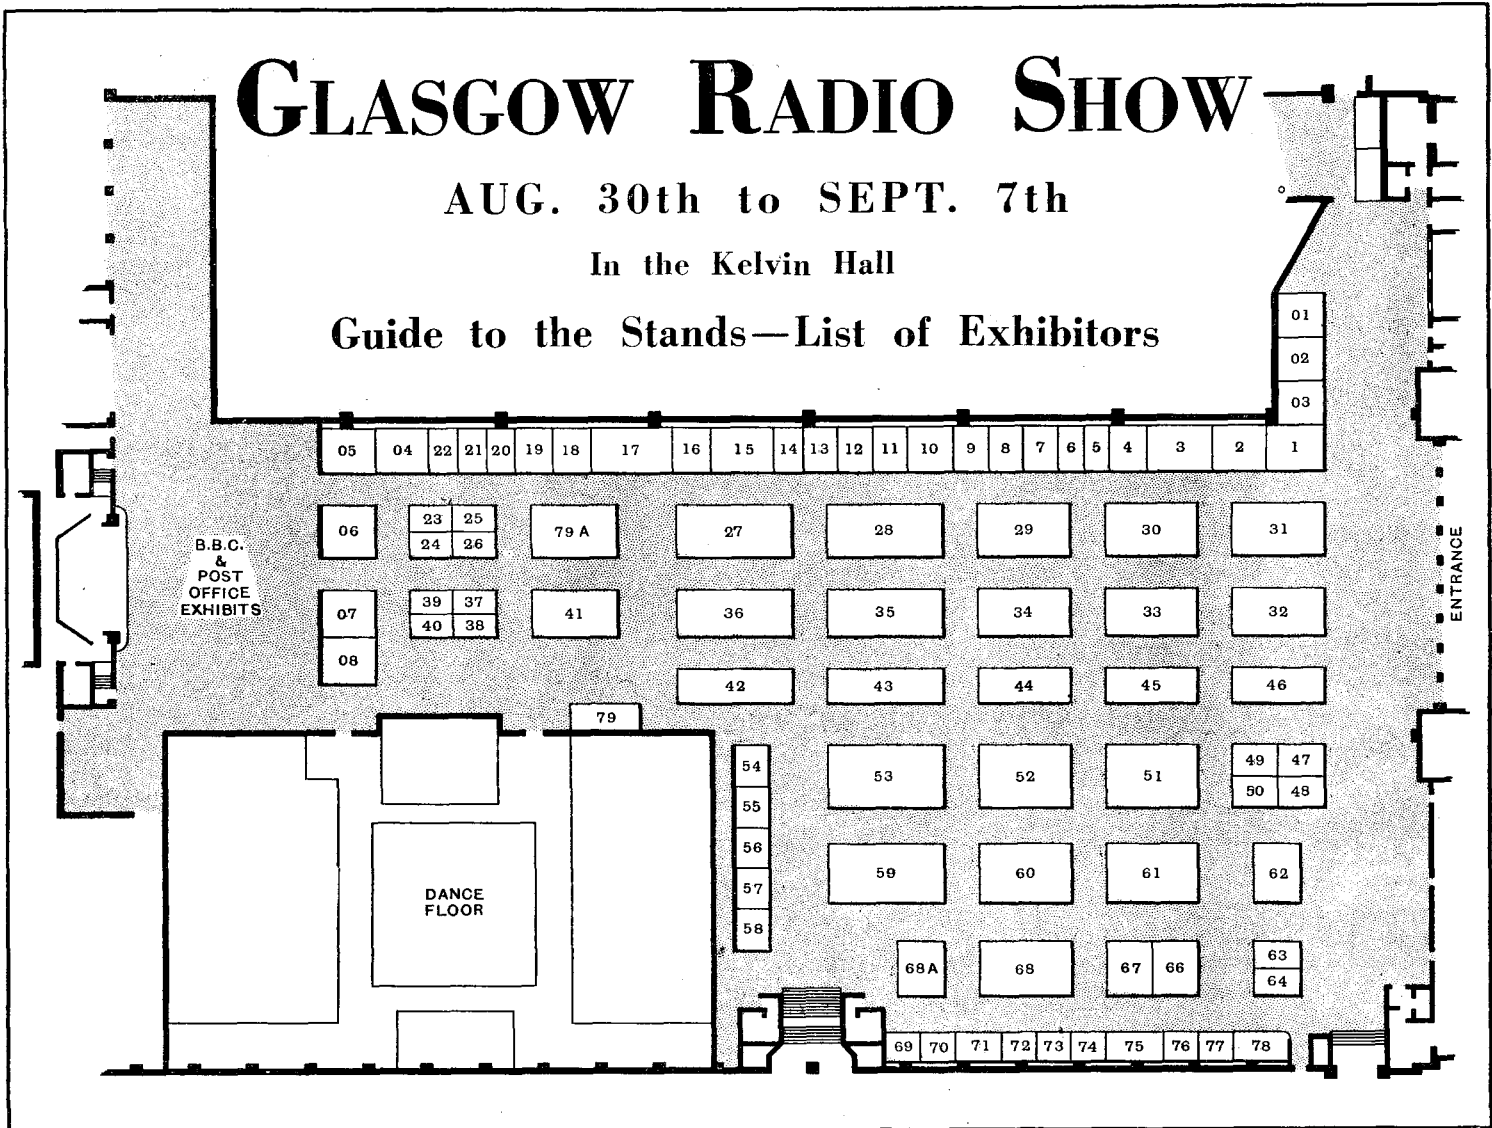 GLASGOW RADIO SHOW
AUG. 30th to SEPT. 7th
In the Kelvin Hall
Guide to the Stands—List of Exhibitors
01
02
03
05 04 22 21 20 19 18 17 16 15 14 13 12 11 10 9 8 7 6 5 4 3 2 1
06 23 25 79 A 27 28 29 30 31
24 26
B.B.C.
&
POST
OFFICE
EXHIBITS
ENTRANCE
07 39 37 41 36 35 34 33 32
40 38
08
42 43 44 45 46
79
54 53 52 51 49 47
55 50 48
56 59 60 61 62
57
DANCE
FLOOR
58
68A 68 67 66 63
64
69 70 71 72 73 74 75 76 77 78